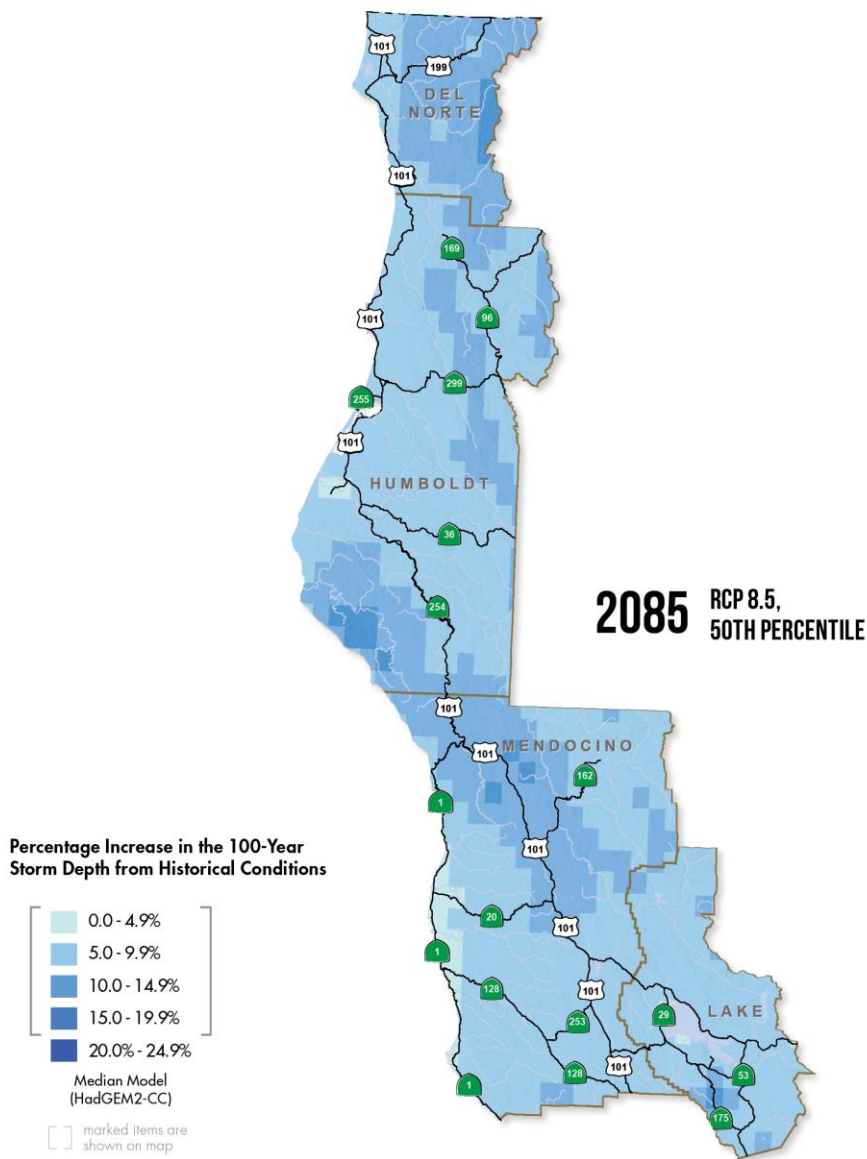 101
199
DEL
NORTE
101
169
101
96
299
255
101
HUMBOLDT
36
254
2085 RCP 8.5,
50TH PERCENTILE
101
101
MENDOCINO
162
1
101
20
101
1
128
101
29
LAKE
253
101
128
53
1
175
Percentage Increase in the 100-Year
Storm Depth from Historical Conditions
0.0 - 4.9%
5.0 - 9.9%
10.0 - 14.9%
15.0 - 19.9%
20.0% - 24.9%
Median Model
(HadGEM2-CC)
marked items are
shown on map